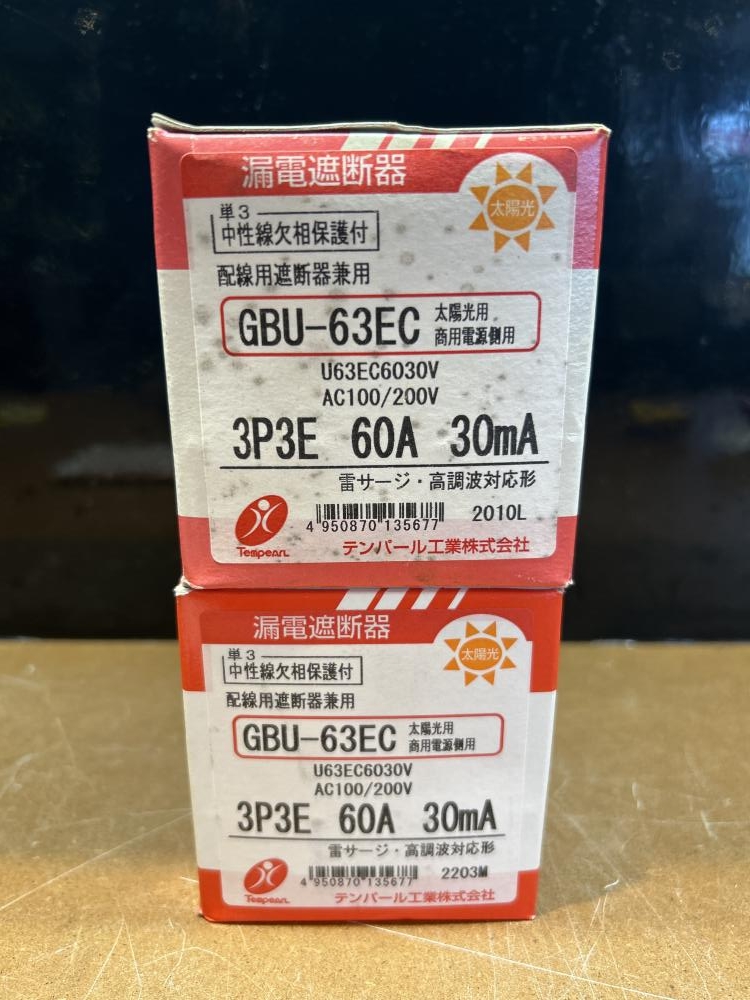 漏電遮断器
太陽光
単3
中性線欠相保護付
配線用遮断器兼用
GBU-63EC 太陽光用
商用電源側用
U63EC6030V
AC100/200V
3P3E 60A 30mA
雷サージ・高調波対応形
4 950870 135677 2010L
Tempearl テンパール工業株式会社
漏電遮断器
太陽光
単3
中性線欠相保護付
配線用遮断器兼用
GBU-63EC 太陽光用
商用電源側用
U63EC6030V
AC100/200V
3P3E 60A 30mA
雷サージ・高調波対応形
4 950870 135677 2203M
Tempearl テンパール工業株式会社